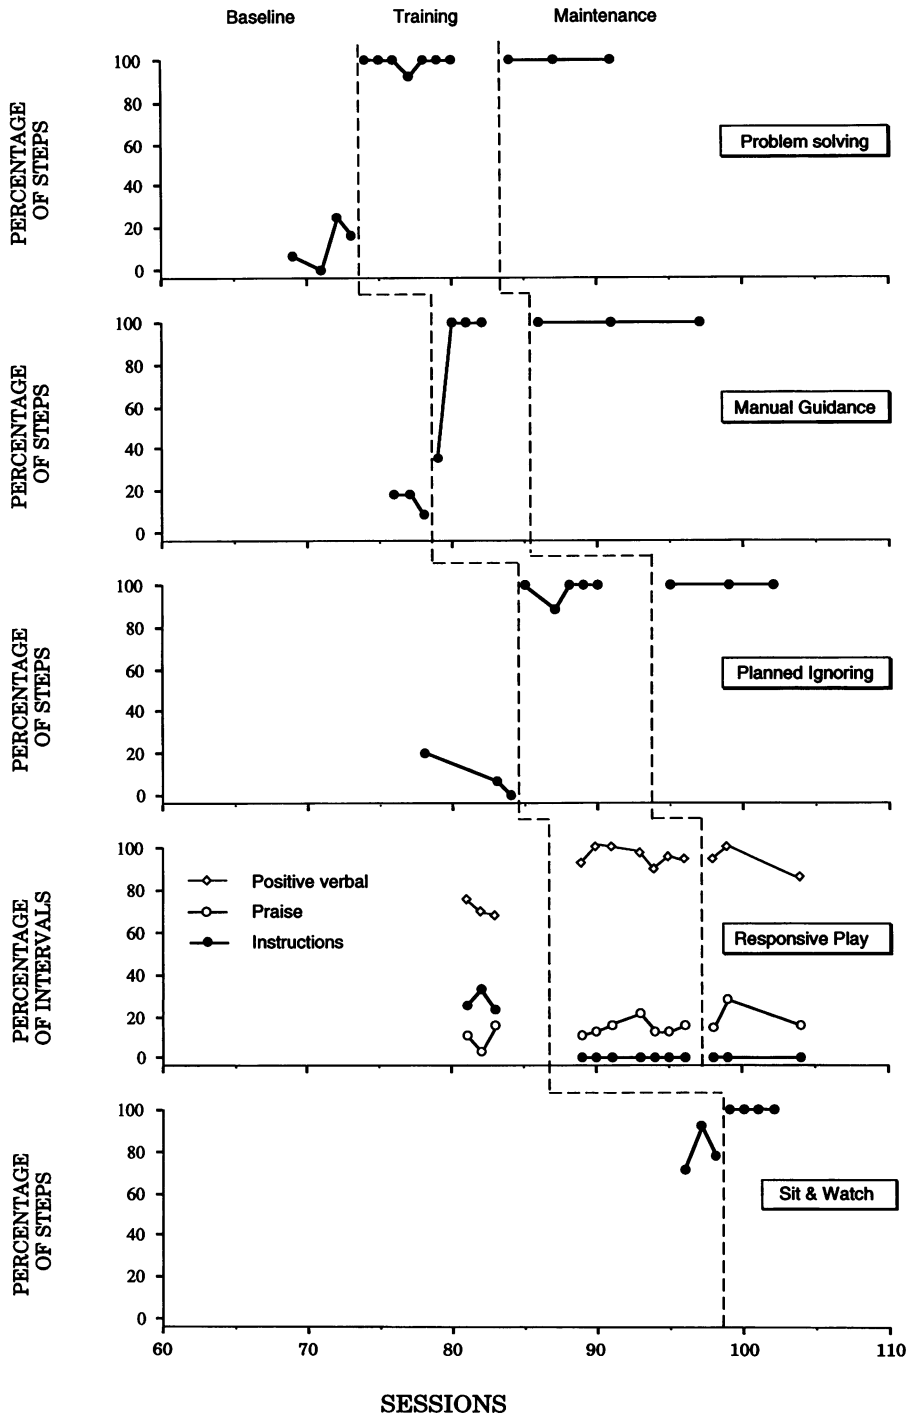 Baseline Training Maintenance
100
80
60
40
20
0
PERCENTAGE
OF STEPS
Problem solving
100
80
60
40
20
0
PERCENTAGE
OF STEPS
Manual Guidance
100
80
60
40
20
0
PERCENTAGE
OF STEPS
Planned Ignoring
100
80
60
40
20
0
PERCENTAGE
OF INTERVALS
Positive verbal
Praise
Instructions
Responsive Play
100
80
60
40
20
0
PERCENTAGE
OF STEPS
Sit & Watch
60 70 80 90 100 110
SESSIONS